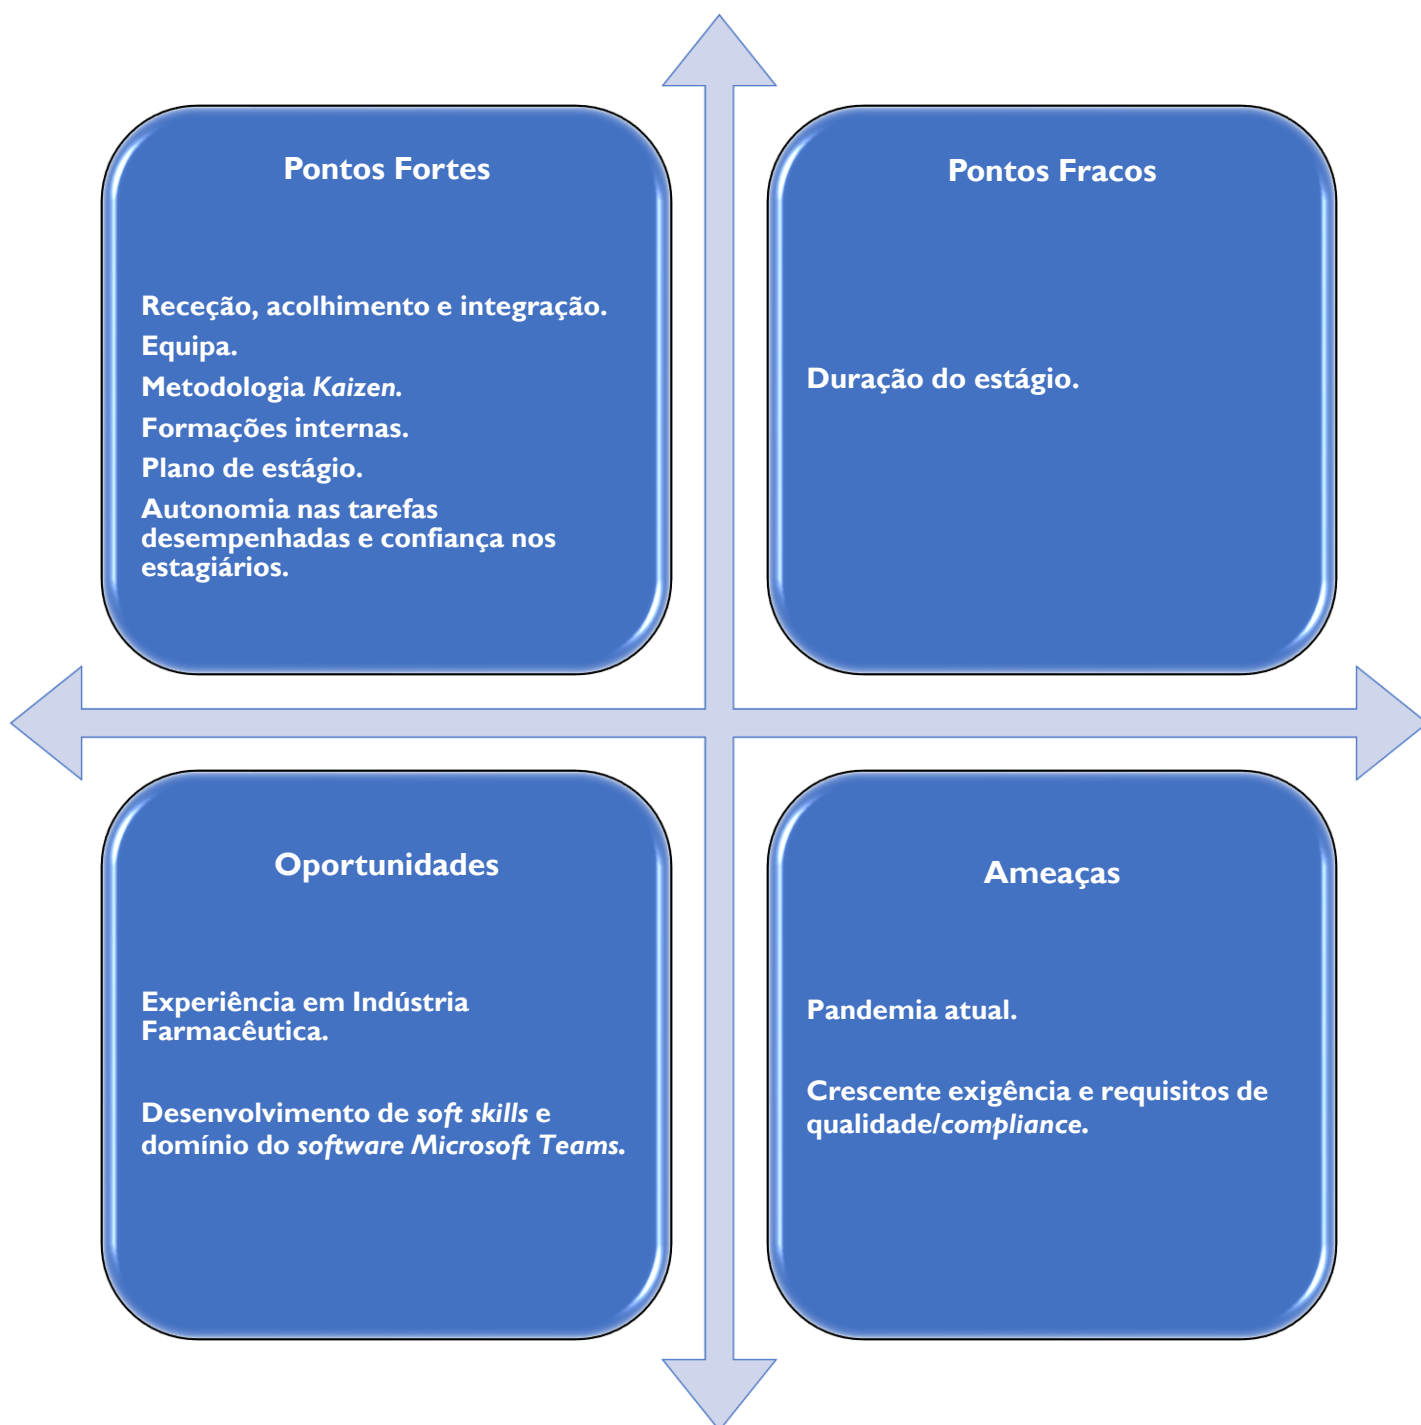 Pontos Fortes
Receção, acolhimento e integração.
Equipa.
Metodologia Kaizen.
Formações internas.
Plano de estágio.
Autonomia nas tarefas
desempenhadas e confiança nos
estagiários.
Pontos Fracos
Duração do estágio.
Oportunidades
Experiência em Indústria
Farmacêutica.
Desenvolvimento de soft skills e
domínio do software Microsoft Teams.
Ameaças
Pandemia atual.
Crescente exigência e requisitos de
qualidade/compliance.